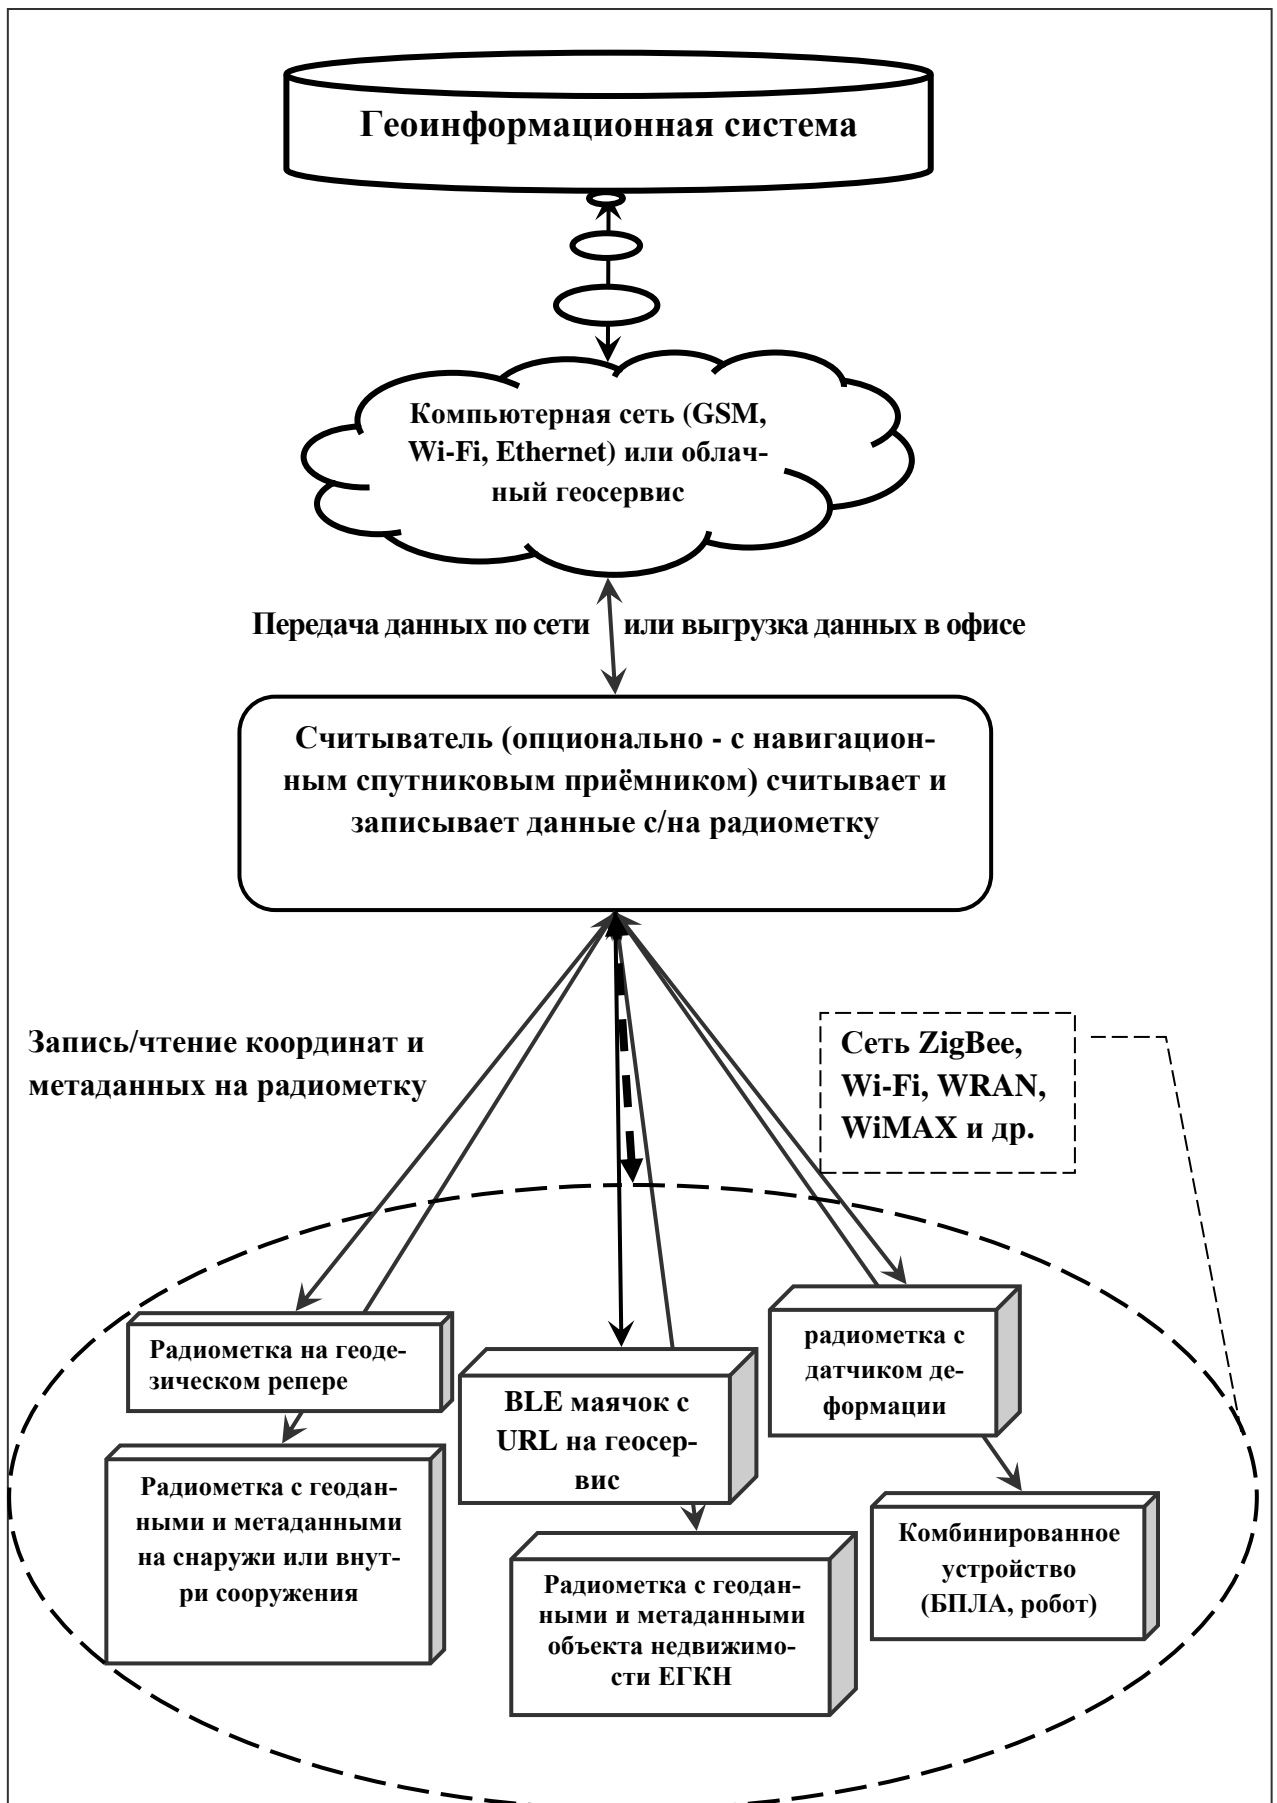 Геоинформационная система
Компьютерная сеть (GSM,
Wi-Fi, Ethernet) или облач-
ный геосервис
Передача данных по сети или выгрузка данных в офисе
Считыватель (опционально - с навигацион-
ным спутниковым приёмником) считывает и
записывает данные с/на радиометку
Запись/чтение координат и
метаданных на радиометку
Сеть ZigBee,
Wi-Fi, WRAN,
WiMAX и др.
Радиометка на геоде-
зическом репере
BLE маячок с
URL на геосер-
вис
радиометка с
датчиком де-
формации
Радиометка с геодан-
ными и метаданными
на снаружи или внут-
ри сооружения
Радиометка с геодан-
ными и метаданными
объекта недвижимо-
сти ЕГКН
Комбинированное
устройство
(БПЛА, робот)